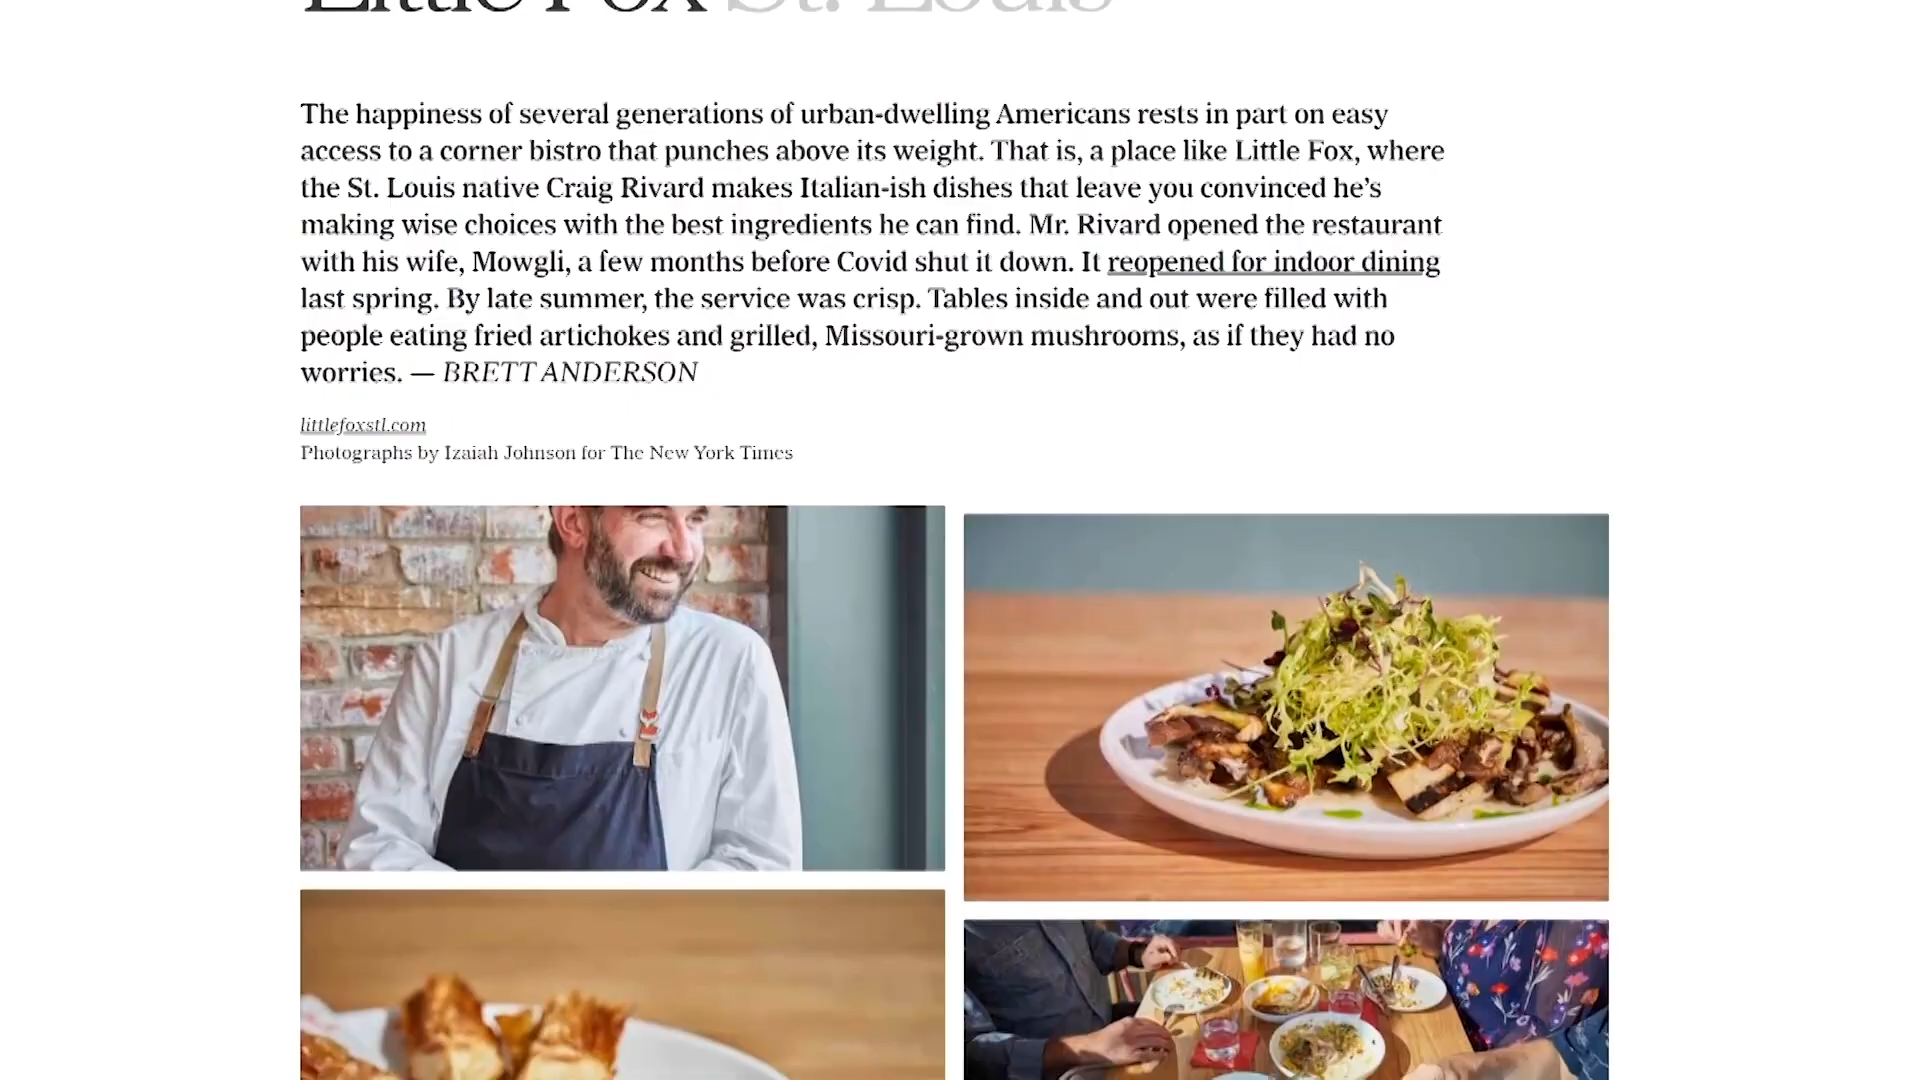 Little Fox St. Louis
The happiness of several generations of urban-dwelling Americans rests in part on easy
access to a corner bistro that punches above its weight. That is, a place like Little Fox, where
the St. Louis native Craig Rivard makes Italian-ish dishes that leave you convinced he’s
making wise choices with the best ingredients he can find. Mr. Rivard opened the restaurant
with his wife, Mowgli, a few months before Covid shut it down. It reopened for indoor dining
last spring. By late summer, the service was crisp. Tables inside and out were filled with
people eating fried artichokes and grilled, Missouri-grown mushrooms, as if they had no
worries. — BRETT ANDERSON
littlefoxstl.com
Photographs by Izaiah Johnson for The New York Times